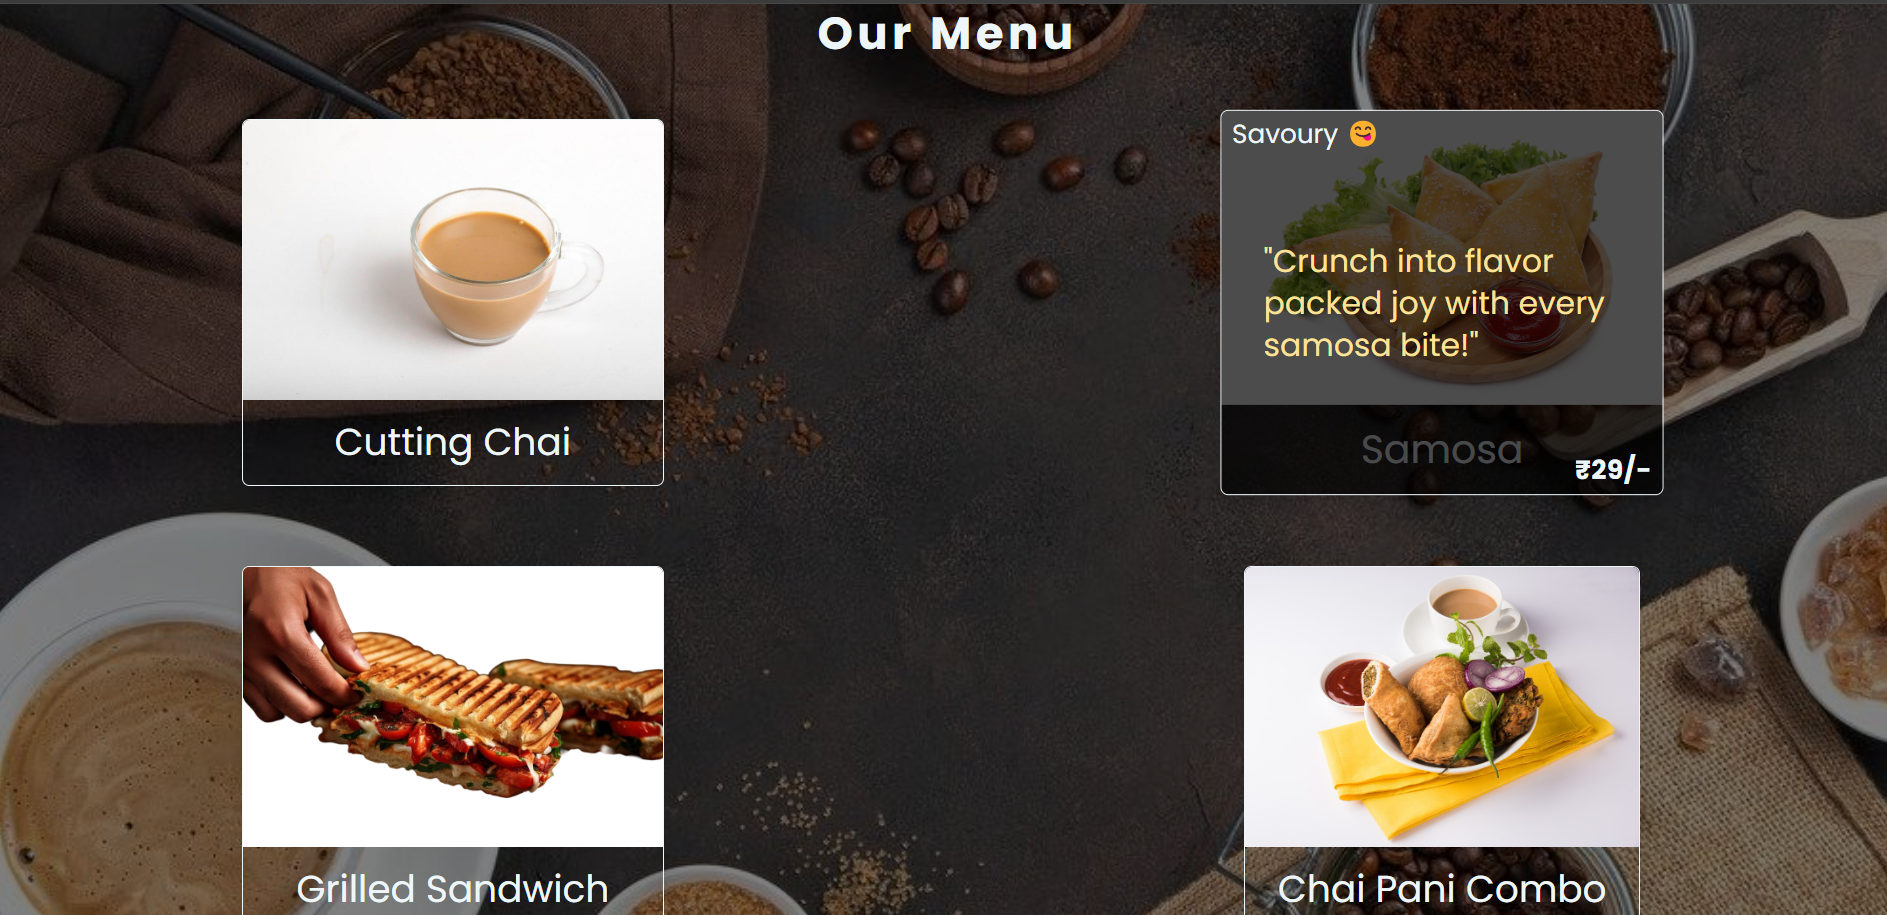 Our Menu
Cutting Chai
Savoury 😋
"Crunch into flavor
packed joy with every
samosa bite!"
Samosa
₹29/-
Grilled Sandwich
Chai Pani Combo